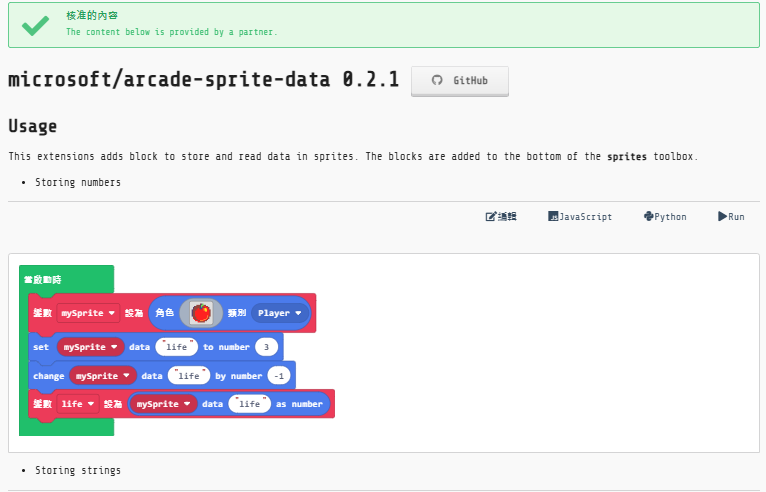 核准的內容
The content below is provided by a partner.
microsoft/arcade-sprite-data 0.2.1 GitHub
Usage
This extensions adds block to store and read data in sprites. The blocks are added to the bottom of the sprites toolbox.
• Storing numbers
編輯 JavaScript Python Run
當啟動時
變數 mySprite 設為 角色 類別 Player
set mySprite data "life" to number 3
change mySprite data "life" by number -1
變數 life 設為 mySprite data "life" as number
• Storing strings